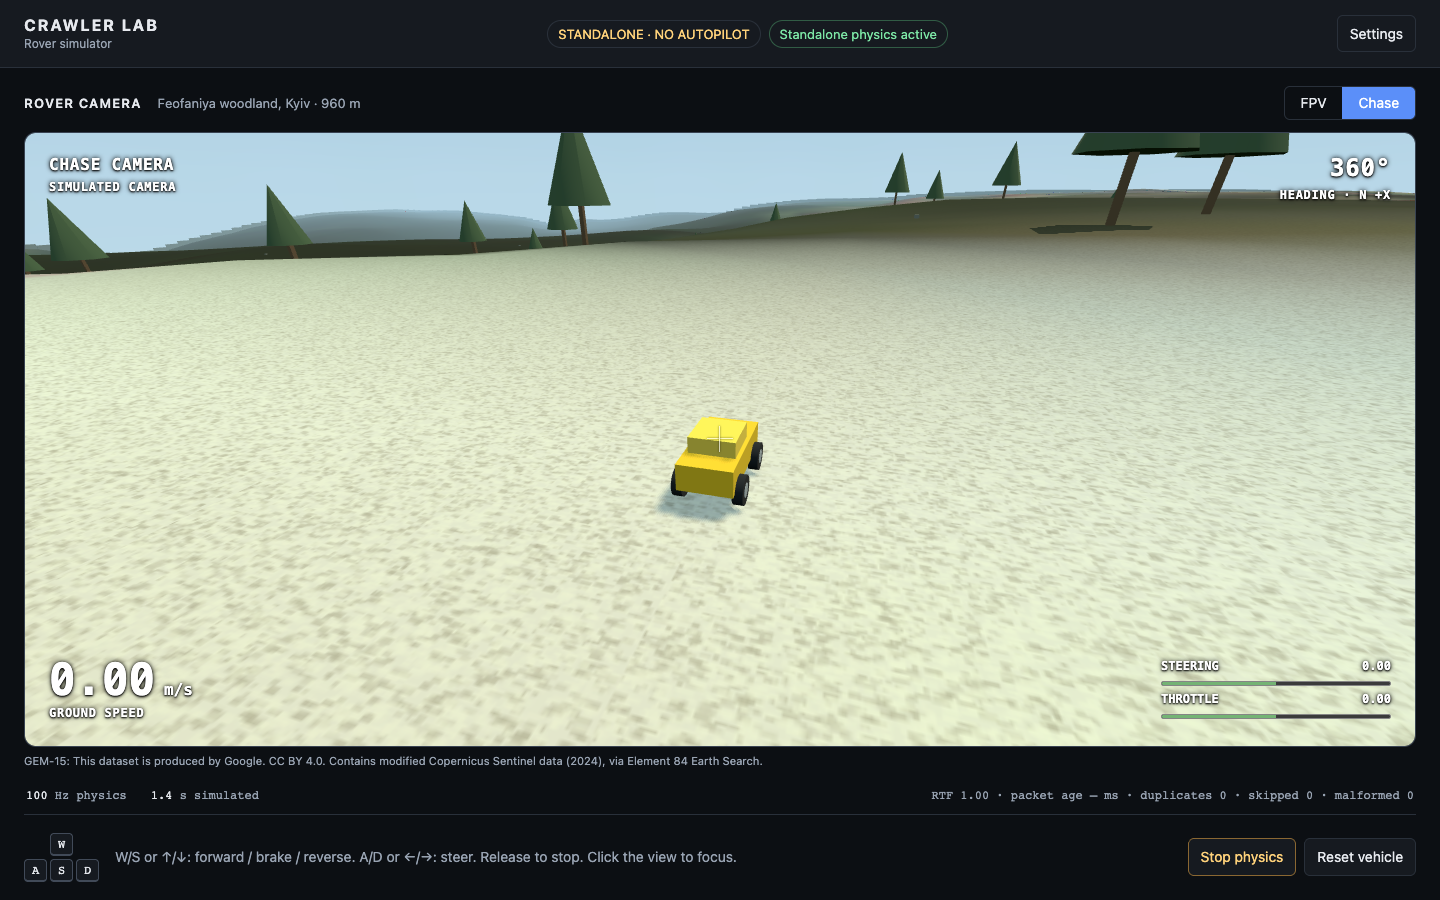 CRAWLER LAB
Rover simulator
STANDALONE · NO AUTOPILOT
Standalone physics active
Settings
ROVER CAMERA
Feofaniya woodland, Kyiv · 960 m
FPV
Chase
CHASE CAMERA
SIMULATED CAMERA
360°
HEADING · N +X
0.00 m/s
GROUND SPEED
STEERING 0.00
THROTTLE 0.00
GEM-15: This dataset is produced by Google. CC BY 4.0. Contains modified Copernicus Sentinel data (2024), via Element 84 Earth Search.
100 Hz physics 1.4 s simulated
RTF 1.00 · packet age — ms · duplicates 0 · skipped 0 · malformed 0
W
A S D
W/S or ↑/↓: forward / brake / reverse. A/D or ←/→: steer. Release to stop. Click the view to focus.
Stop physics
Reset vehicle